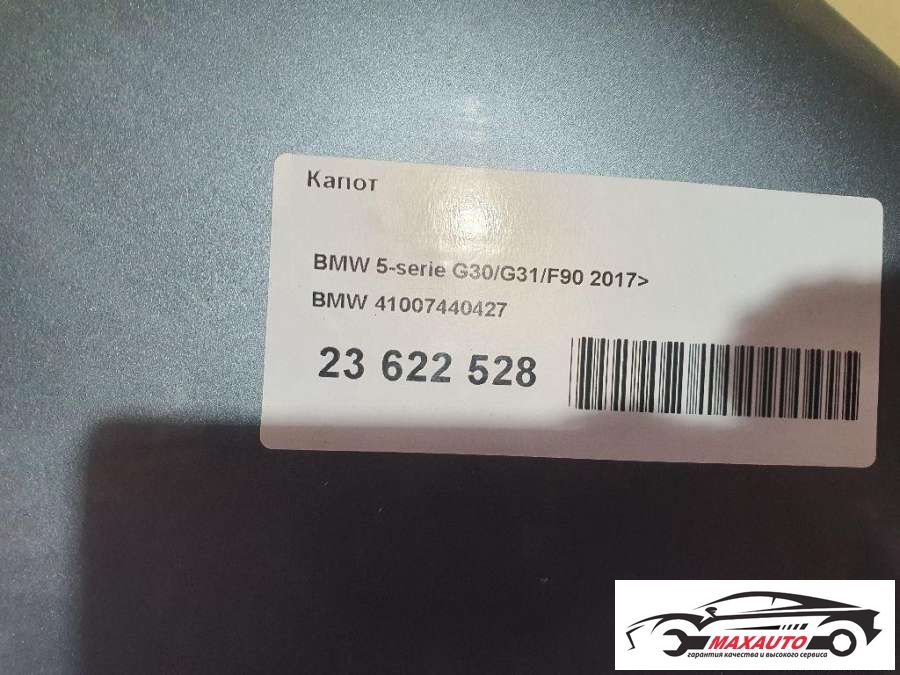 Капот
BMW 5-serie G30/G31/F90 2017>
BMW 41007440427
23 622 528
MAXAUTO
гарантия качества и высокого сервиса